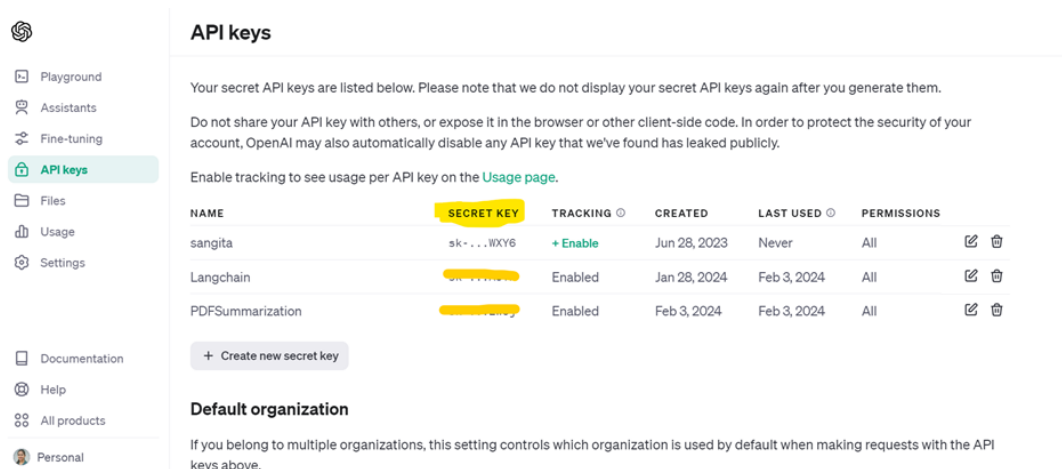 API keys
Playground
Assistants
Fine-tuning
API keys
Files
Usage
Settings
Documentation
Help
All products
Personal
Your secret API keys are listed below. Please note that we do not display your secret API keys again after you generate them.
Do not share your API key with others, or expose it in the browser or other client-side code. In order to protect the security of your
account, OpenAI may also automatically disable any API key that we've found has leaked publicly.
Enable tracking to see usage per API key on the Usage page.
NAME SECRET KEY TRACKING CREATED LAST USED PERMISSIONS
sangita sk-...WXY6 + Enable Jun 28, 2023 Never All
Langchain Enabled Jan 28, 2024 Feb 3, 2024 All
PDFSummarization Enabled Feb 3, 2024 Feb 3, 2024 All
+ Create new secret key
Default organization
If you belong to multiple organizations, this setting controls which organization is used by default when making requests with the API
keys above.